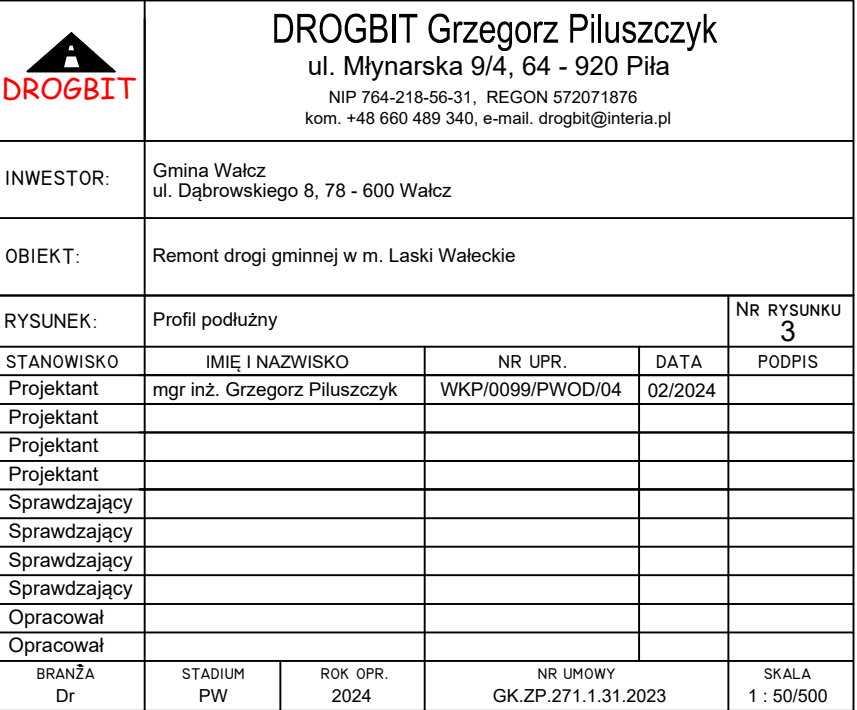 DROGBIT
DROGBIT Grzegorz Piluszczyk
ul. Młynarska 9/4, 64 - 920 Piła
NIP 764-218-56-31, REGON 572071876
kom. +48 660 489 340, e-mail. drogbit@interia.pl
INWESTOR:
Gmina Wałcz
ul. Dąbrowskiego 8, 78 - 600 Wałcz
OBIEKT:
Remont drogi gminnej w m. Laski Wałeckie
RYSUNEK:
Profil podłużny
NR RYSUNKU
3
STANOWISKO IMIĘ I NAZWISKO NR UPR. DATA PODPIS
Projektant mgr inż. Grzegorz Piluszczyk WKP/0099/PWOD/04 02/2024
Projektant
Projektant
Projektant
Sprawdzający
Sprawdzający
Sprawdzający
Sprawdzający
Opracował
Opracował
BRANŻA STADIUM ROK OPR. NR UMOWY SKALA
Dr PW 2024 GK.ZP.271.1.31.2023 1 : 50/500